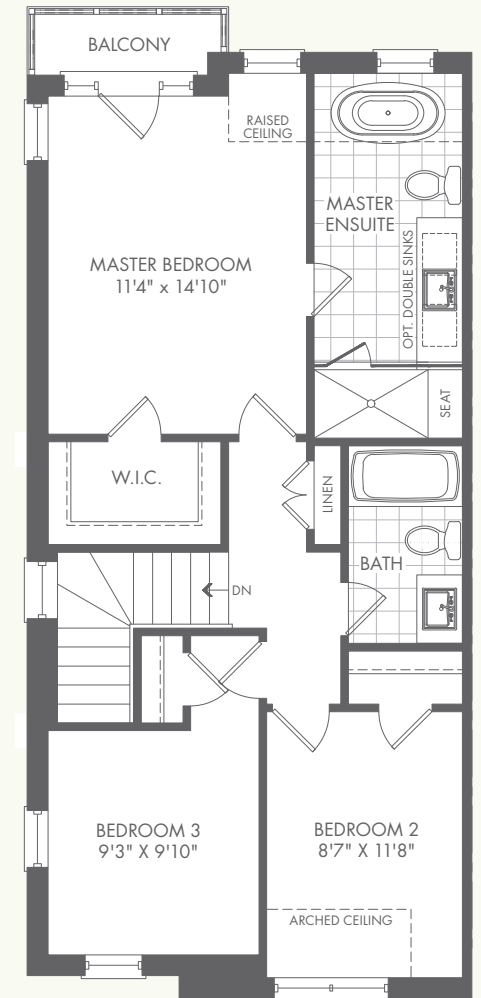 BALCONY
RAISED
CEILING
MASTER
ENSUITE
OPT. DOUBLE SINKS
MASTER BEDROOM
11'4" x 14'10"
SEAT
W.I.C.
LINEN
BATH
DN
BEDROOM 3
9'3" X 9'10"
BEDROOM 2
8'7" X 11'8"
ARCHED CEILING